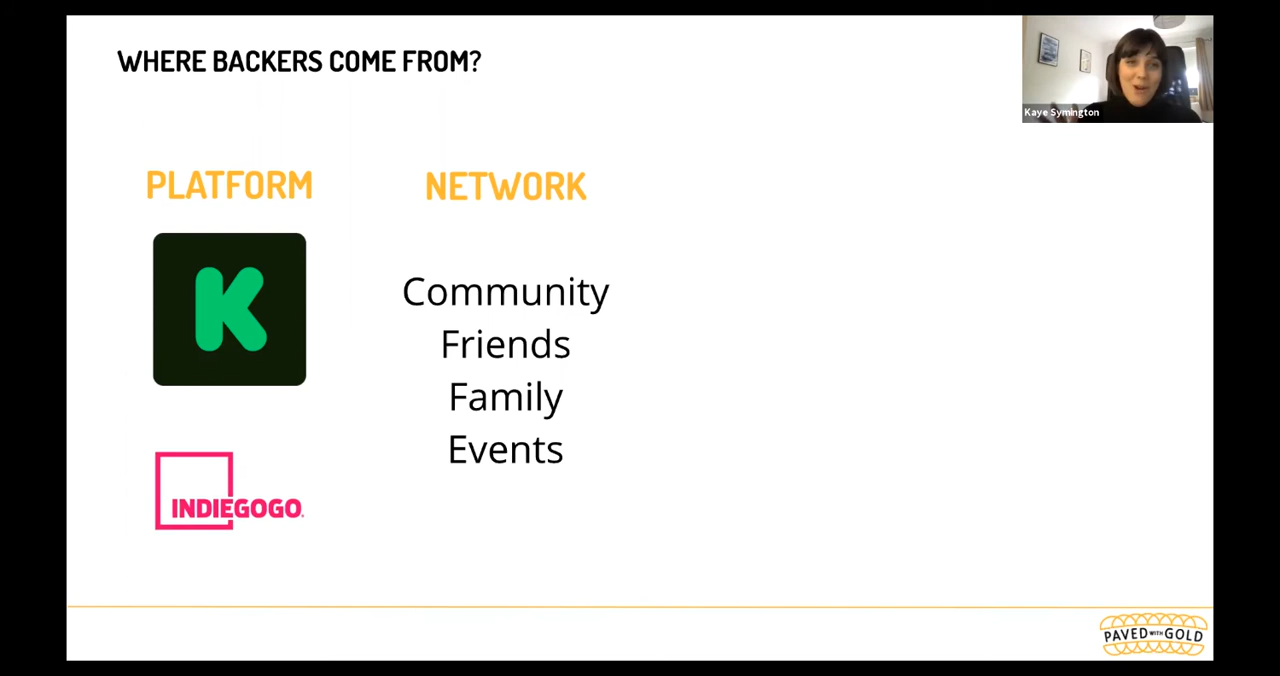 WHERE BACKERS COME FROM?
Kaye Symington
PLATFORM
NETWORK
K
Community
Friends
Family
Events
INDIEGOGO.
PAVED WITH GOLD